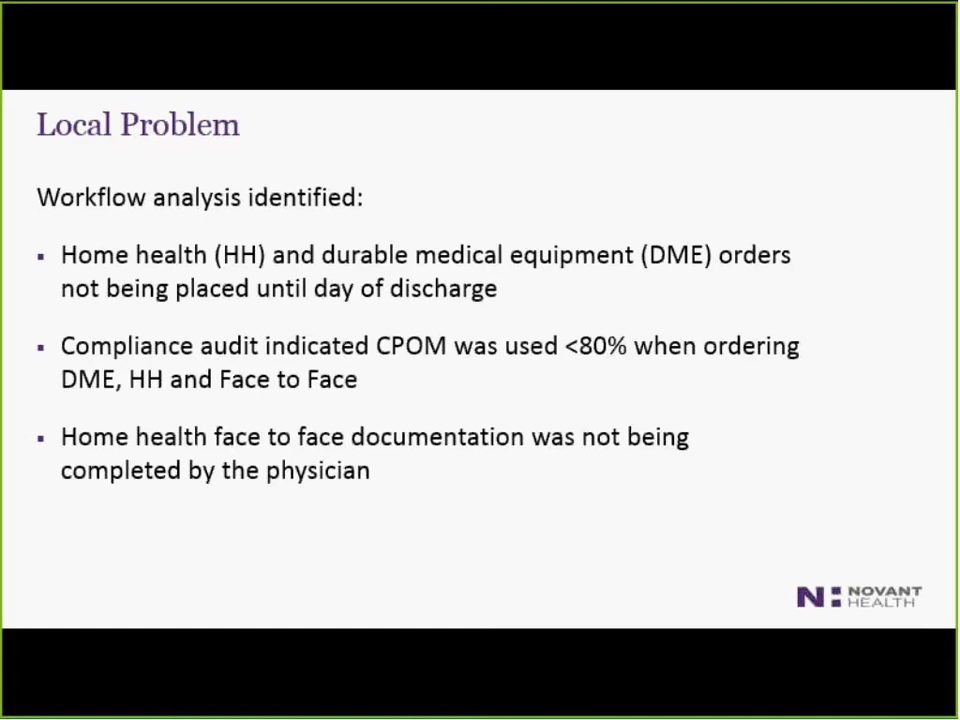 Local Problem
Workflow analysis identified:
▪ Home health (HH) and durable medical equipment (DME) orders
not being placed until day of discharge
▪ Compliance audit indicated CPOM was used <80% when ordering
DME, HH and Face to Face
▪ Home health face to face documentation was not being
completed by the physician
N NOVANT
HEALTH